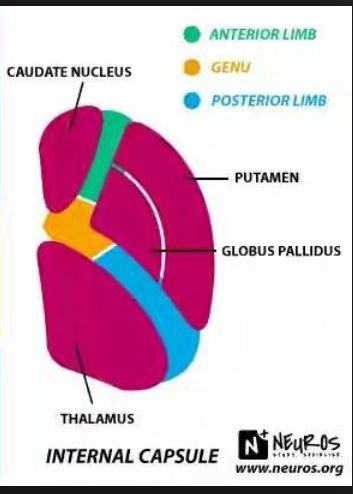 ANTERIOR LIMB
GENU
POSTERIOR LIMB
CAUDATE NUCLEUS
PUTAMEN
GLOBUS PALLIDUS
THALAMUS
INTERNAL CAPSULE
N+ NEUROS
www.neuros.org